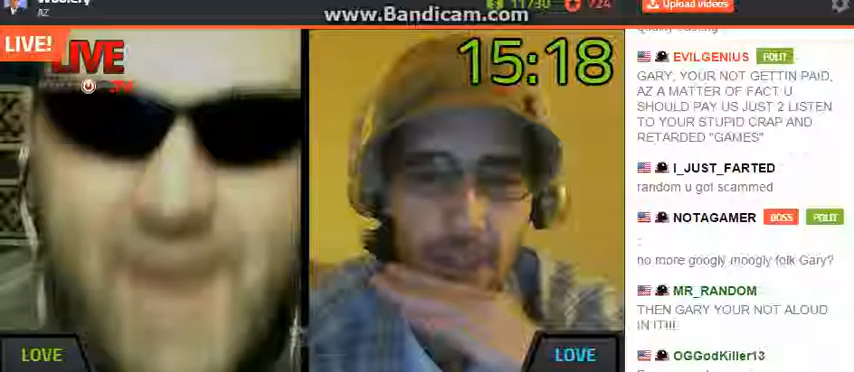 www.Bandicam.com
AZ
11730
724
Upload videos
LIVE!
LIVE
.TV
15:18
LOVE
LOVE
EVILGENIUS POLIT
GARY, YOUR NOT GETTIN PAID,
AZ A MATTER OF FACT U
SHOULD PAY US JUST 2 LISTEN
TO YOUR STUPID CRAP AND
RETARDED "GAMES"
I_JUST_FARTED
random u got scammed
NOTAGAMER BOSS POLIT
:
no more googly moogly folk Gary?
MR_RANDOM
THEN GARY YOUR NOT ALOUD
IN IT!!!
OGGodKiller13